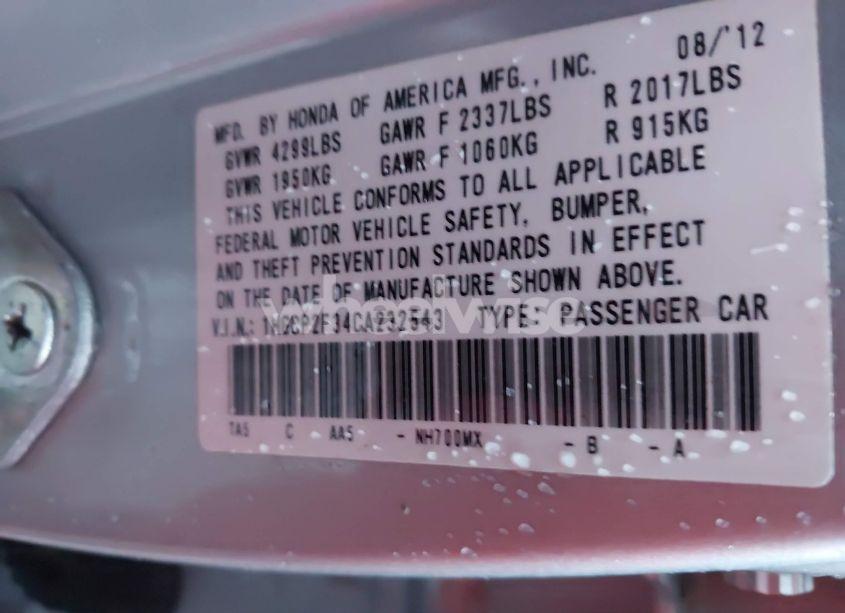 08/'12
MFD. BY HONDA OF AMERICA MFG., INC.
GVWR 4299LBS GAWR F 2337LBS R 2017LBS
GVWR 1950KG GAWR F 1060KG R 915KG
THIS VEHICLE CONFORMS TO ALL APPLICABLE
FEDERAL MOTOR VEHICLE SAFETY, BUMPER,
AND THEFT PREVENTION STANDARDS IN EFFECT
ON THE DATE OF MANUFACTURE SHOWN ABOVE.
V.I.N.: 1HGCP2F34CA232543 TYPE: PASSENGER CAR
TA5 C AA5 - NH700MX - B - A